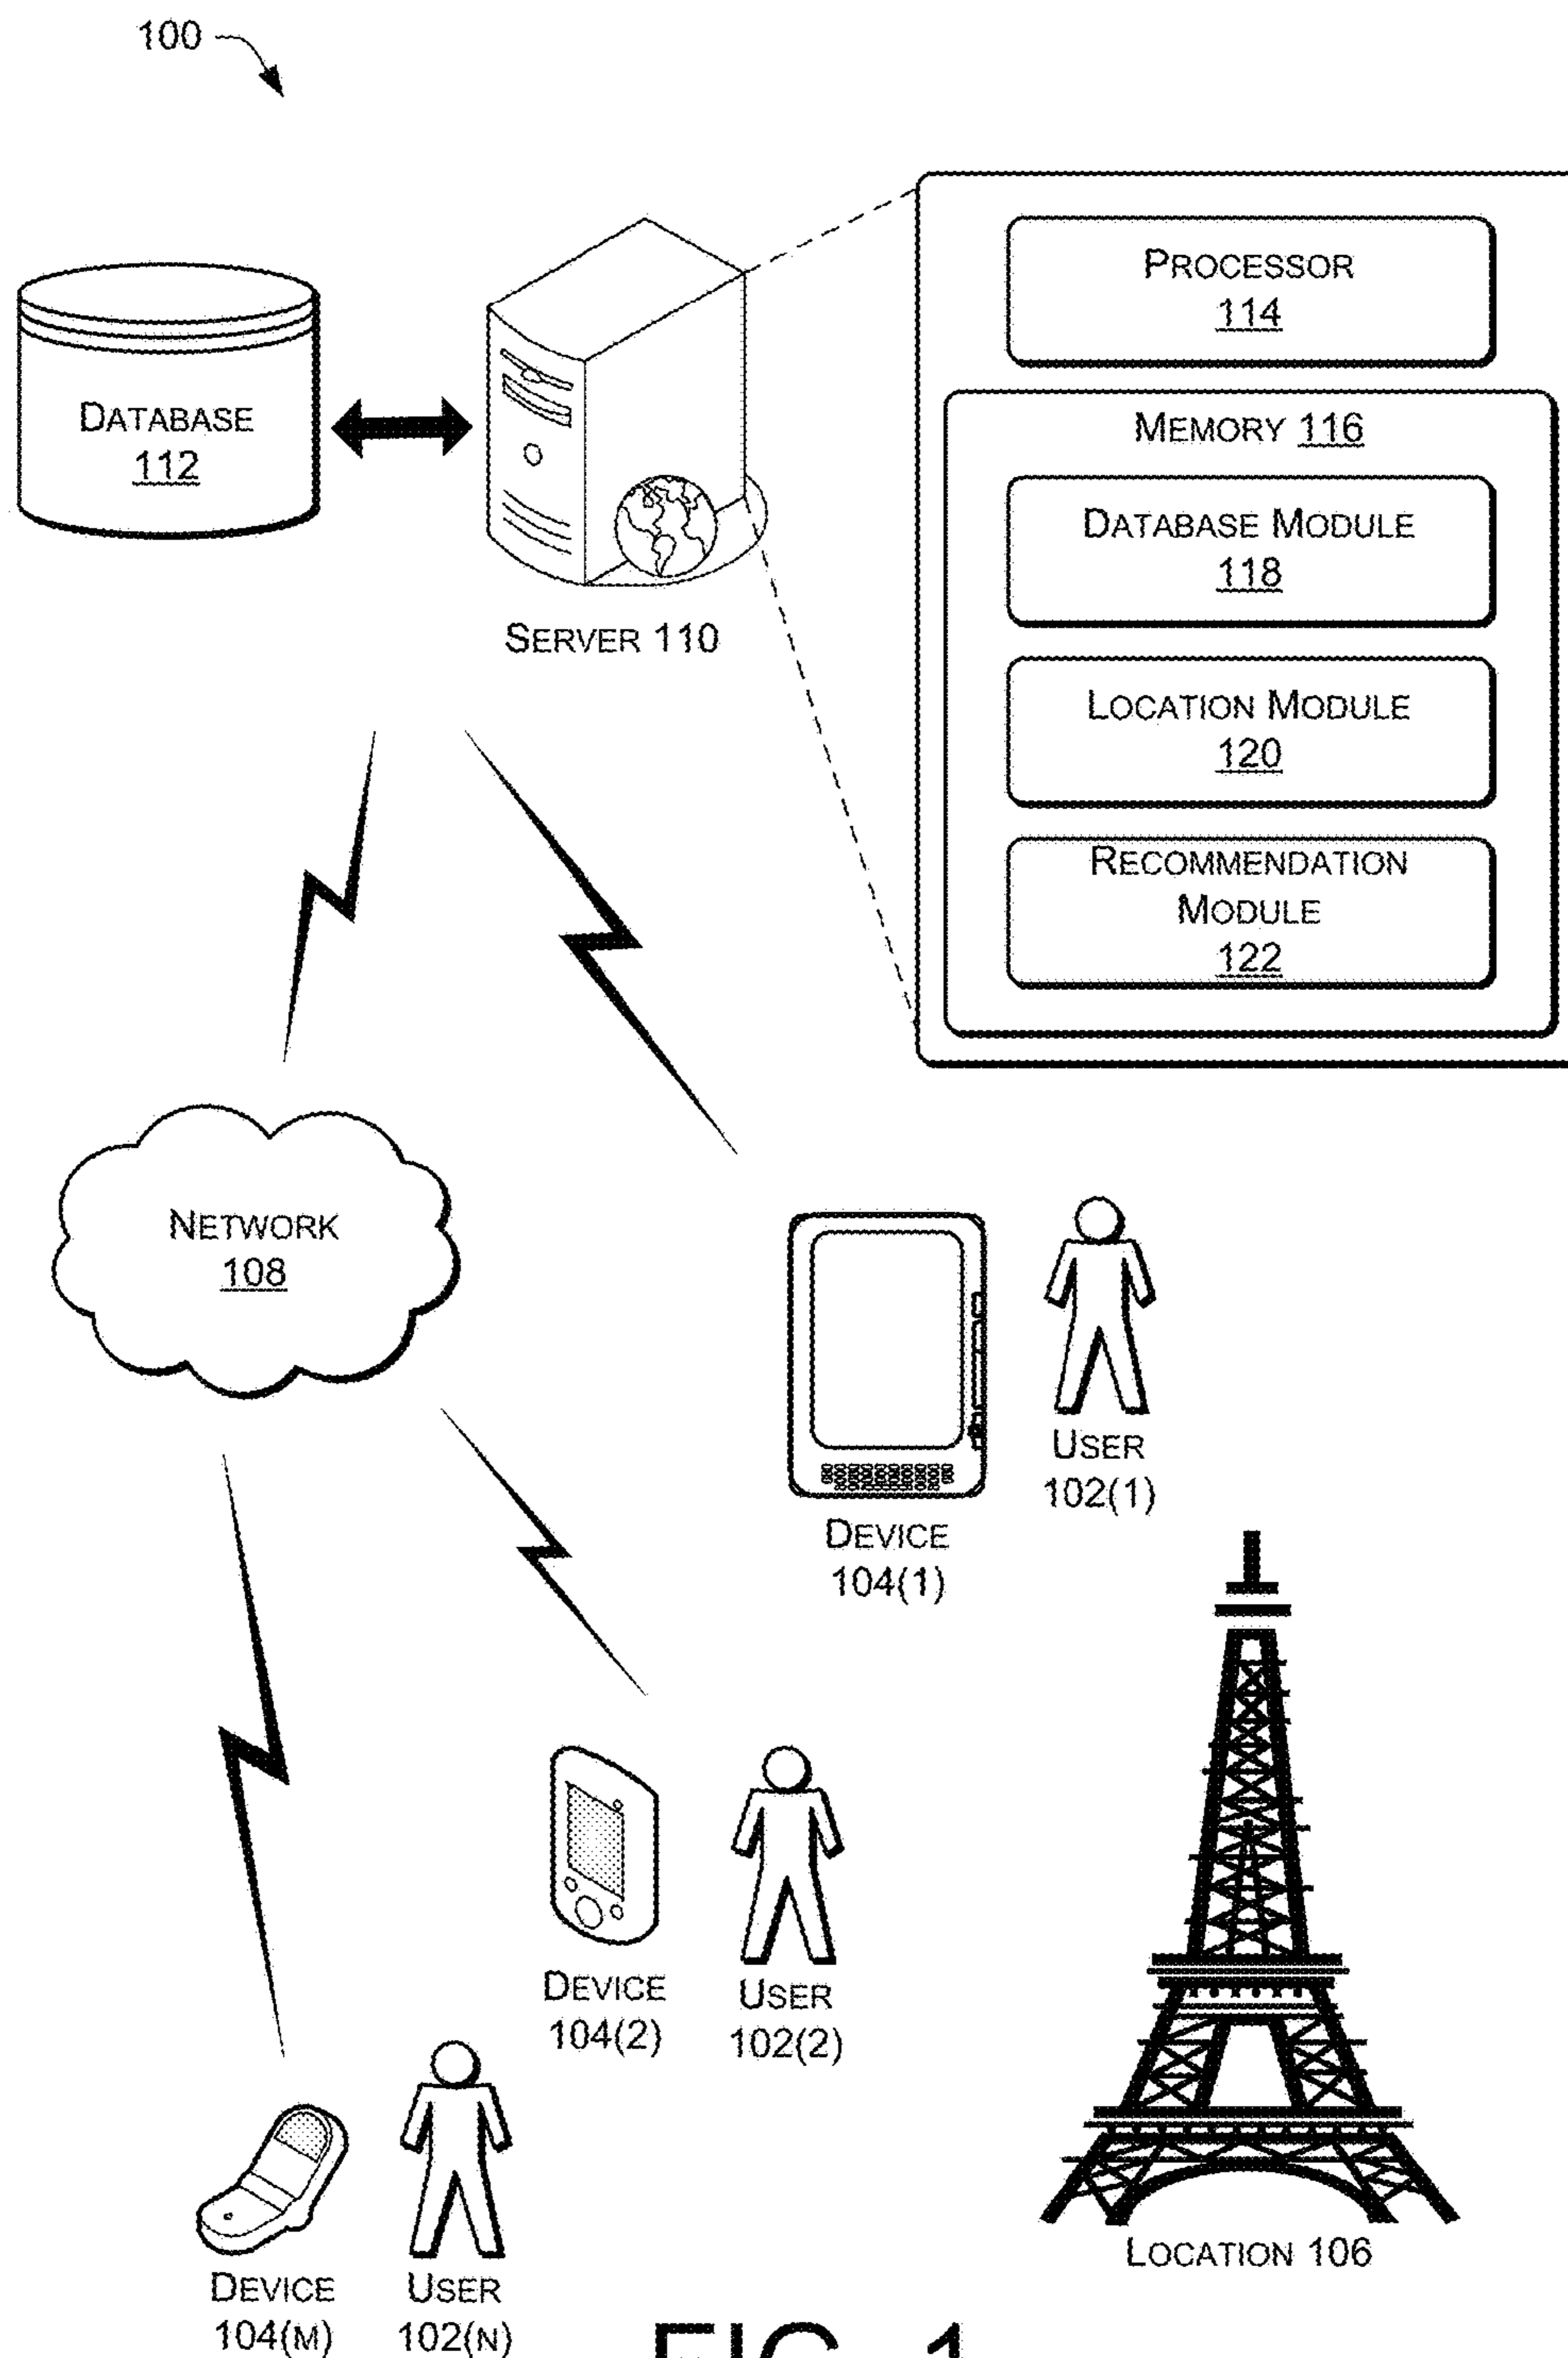 100
PROCESSOR
114
DATABASE
112
MEMORY 116
DATABASE MODULE
118
SERVER 110
LOCATION MODULE
120
RECOMMENDATION
MODULE
122
NETWORK
108
USER
102(1)
DEVICE
104(1)
DEVICE
104(2)
USER
102(2)
LOCATION 106
DEVICE
104(M)
USER
102(N)
FIG. 1